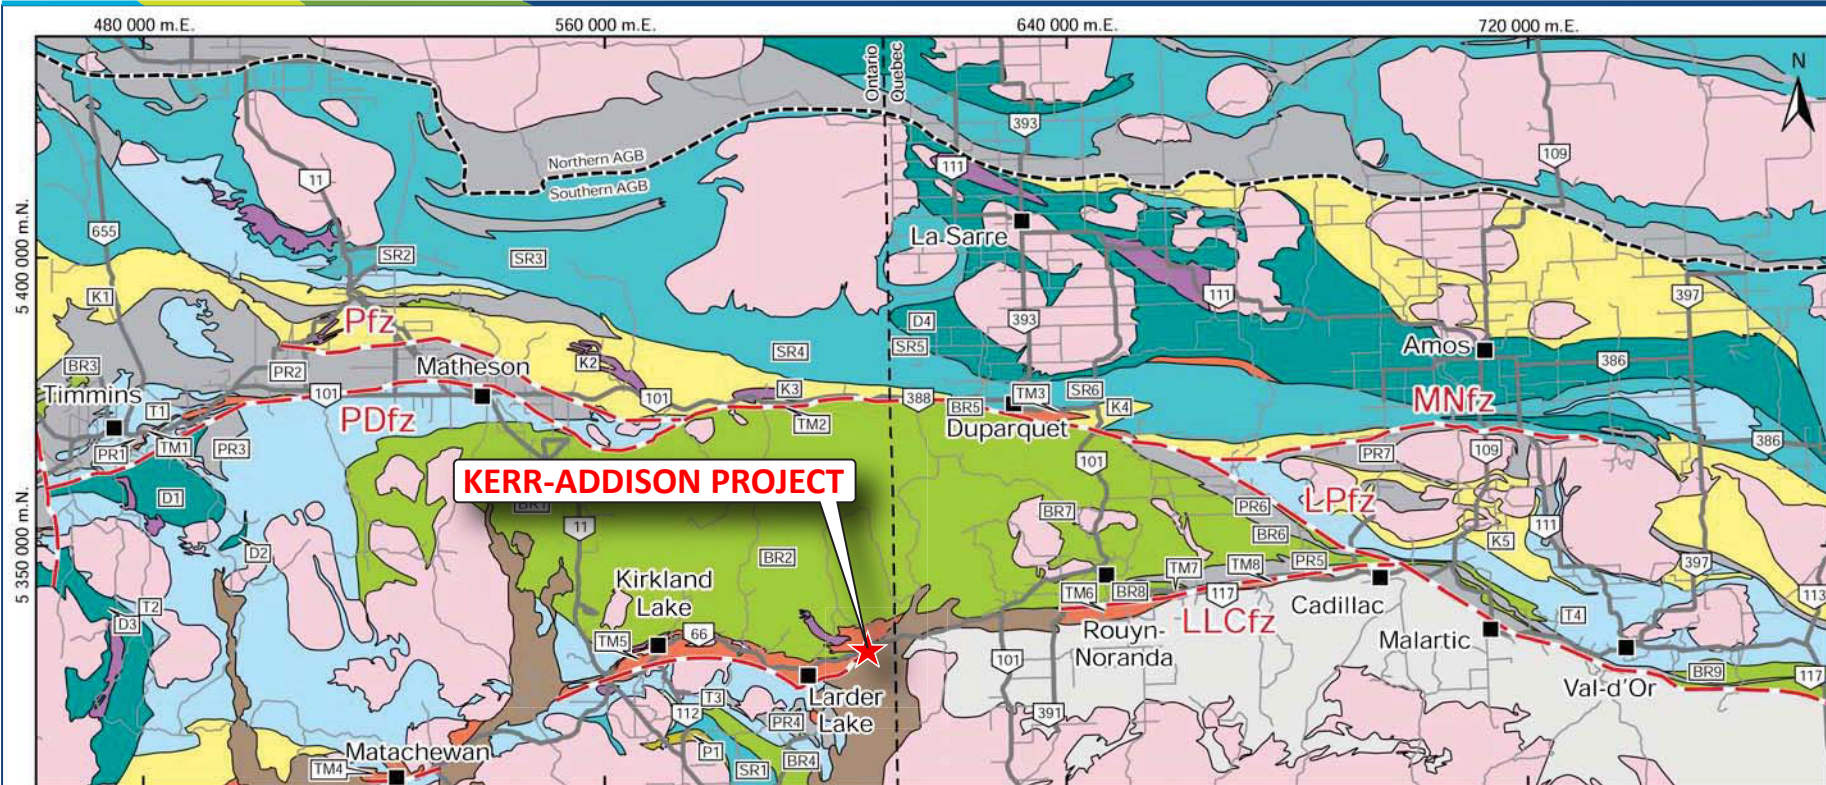 480 000 m.E.
560 000 m.E.
640 000 m.E.
720 000 m.E.
Ontario
Quebec
N
393
109
Northern AGB
Southern AGB
111
11
655
La Sarre
SR2
SR3
5 400 000 m.N.
K1
111
397
Pfz
393
D4
SR5
SR4
Amos
386
BR3
PR2
Matheson
K2
K3
Timmins
101
101
388
TM3
SR6
MNfz
T1
PDfz
BR5
K4
TM2
Duparquet
386
PR1
TM1
PR3
PR7
109
101
KERR-ADDISON PROJECT
5 350 000 m.N.
D1
BR1
11
LPfz
PR6
BR7
111
BR6
K5
D2
BR2
397
TM7
TM8
PR5
Kirkland
Lake
TM6
BR8
117
Cadillac
113
T2
D3
T4
LLCfz
66
TM5
Rouyn-
Noranda
Malartic
101
BR9
117
Val-d'Or
T3
Larder
Lake
112
PR4
391
Matachewan
P1
BR4
TM4
SR1